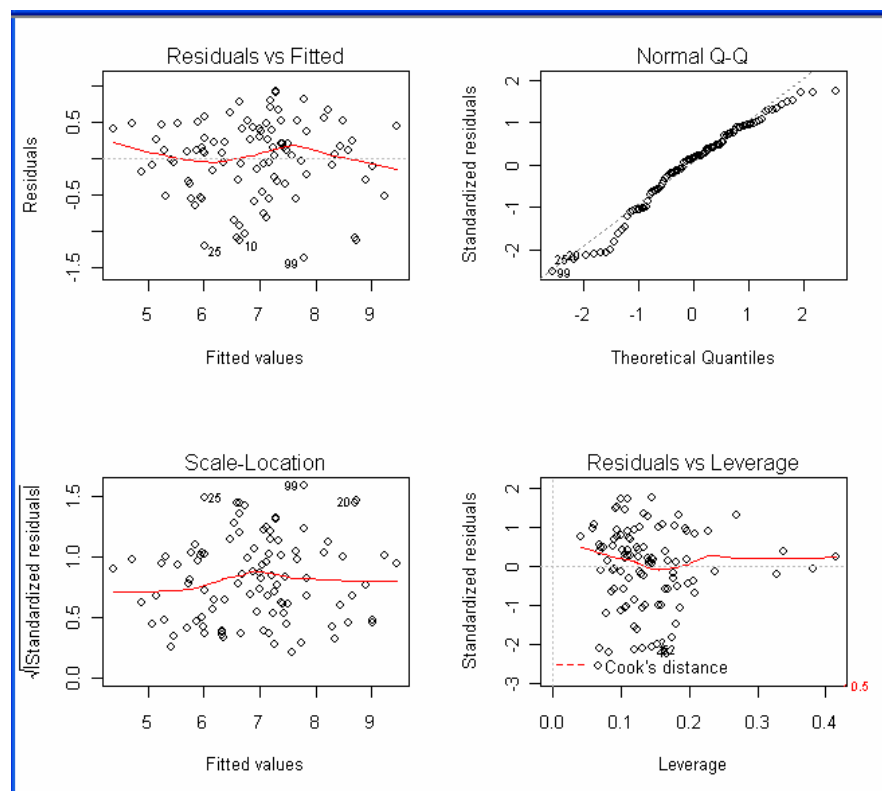 Residuals vs Fitted
Residuals
0.5
-0.5
-1.5
25
10
99
5 6 7 8 9
Fitted values
Normal Q-Q
Standardized residuals
2
1
0
-1
-2
25
99
-2 -1 0 1 2
Theoretical Quantiles
Scale-Location
√|Standardized residuals|
1.5
1.0
0.5
0.0
25
99
20
5 6 7 8 9
Fitted values
Residuals vs Leverage
Standardized residuals
2
1
0
-1
-2
-3
Cook's distance
0.5
0.0 0.1 0.2 0.3 0.4
Leverage